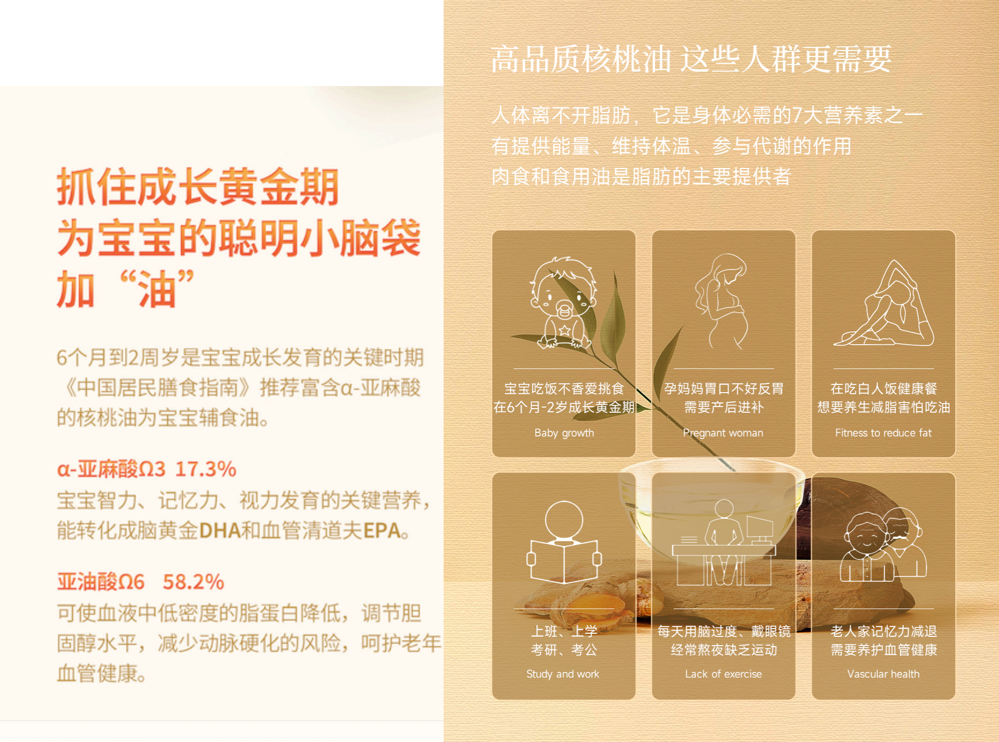 抓住成长黄金期
为宝宝的聪明小脑袋
加“油”
6个月到2周岁是宝宝成长发育的关键时期
《中国居民膳食指南》推荐富含α-亚麻酸
的核桃油为宝宝辅食油。
α-亚麻酸Ω3 17.3%
宝宝智力、记忆力、视力发育的关键营养，
能转化成脑黄金DHA和血管清道夫EPA。
亚油酸Ω6 58.2%
可使血液中低密度的脂蛋白降低，调节胆
固醇水平，减少动脉硬化的风险，呵护老年
血管健康。
高品质核桃油 这些人群更需要
人体离不开脂肪，它是身体必需的7大营养素之一
有提供能量、维持体温、参与代谢的作用
肉食和食用油是脂肪的主要提供者
宝宝吃饭不香爱挑食
在6个月-2岁成长黄金期
Baby growth
孕妈妈胃口不好反胃
需要产后进补
Pregnant woman
在吃白人饭健康餐
想要养生减脂害怕吃油
Fitness to reduce fat
上班、上学
考研、考公
Study and work
每天用脑过度、戴眼镜
经常熬夜缺乏运动
Lack of exercise
老人家记忆力减退
需要养护血管健康
Vascular health